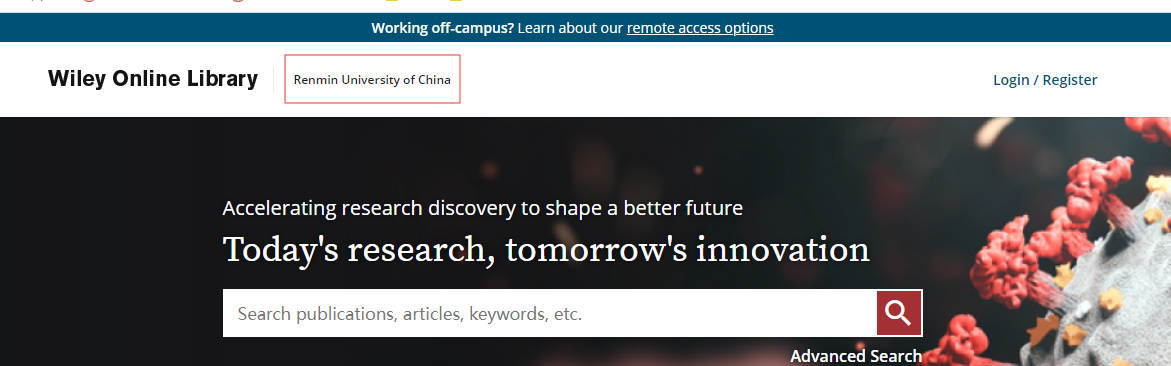 Working off-campus? Learn about our remote access options
Wiley Online Library
Renmin University of China
Login / Register
Accelerating research discovery to shape a better future
Today's research, tomorrow's innovation
Search publications, articles, keywords, etc.
Advanced Search